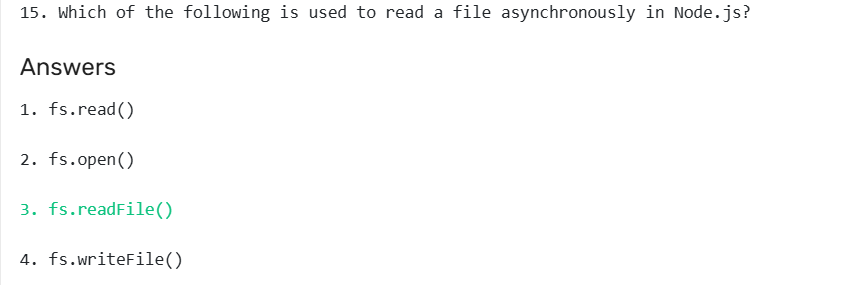 15. Which of the following is used to read a file asynchronously in Node.js?
Answers
1. fs.read()
2. fs.open()
3. fs.readFile()
4. fs.writeFile()